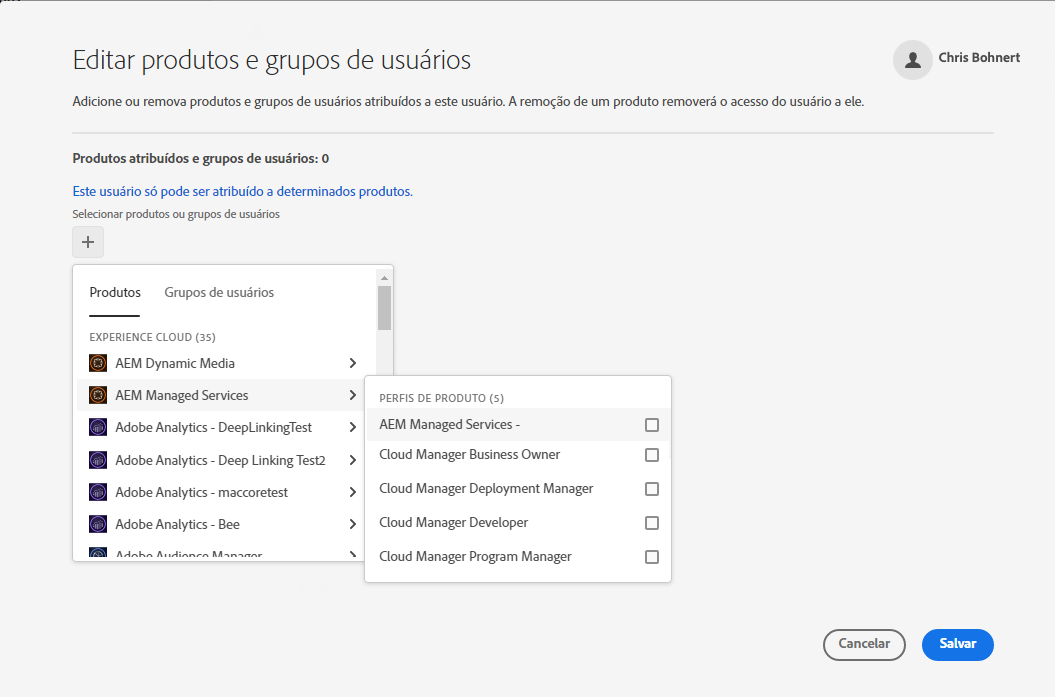 Editar produtos e grupos de usuários
Chris Bohnert
Adicione ou remova produtos e grupos de usuários atribuídos a este usuário. A remoção de um produto removerá o acesso do usuário a ele.
Produtos atribuídos e grupos de usuários: 0
Este usuário só pode ser atribuído a determinados produtos.
Selecionar produtos ou grupos de usuários
Produtos Grupos de usuários
EXPERIENCE CLOUD (35)
AEM Dynamic Media
AEM Managed Services
Adobe Analytics - DeepLinkingTest
Adobe Analytics - Deep Linking Test2
Adobe Analytics - maccoretest
Adobe Analytics - Bee
Adobe Audience Manager
PERFIS DE PRODUTO (5)
AEM Managed Services -
Cloud Manager Business Owner
Cloud Manager Deployment Manager
Cloud Manager Developer
Cloud Manager Program Manager
Cancelar
Salvar